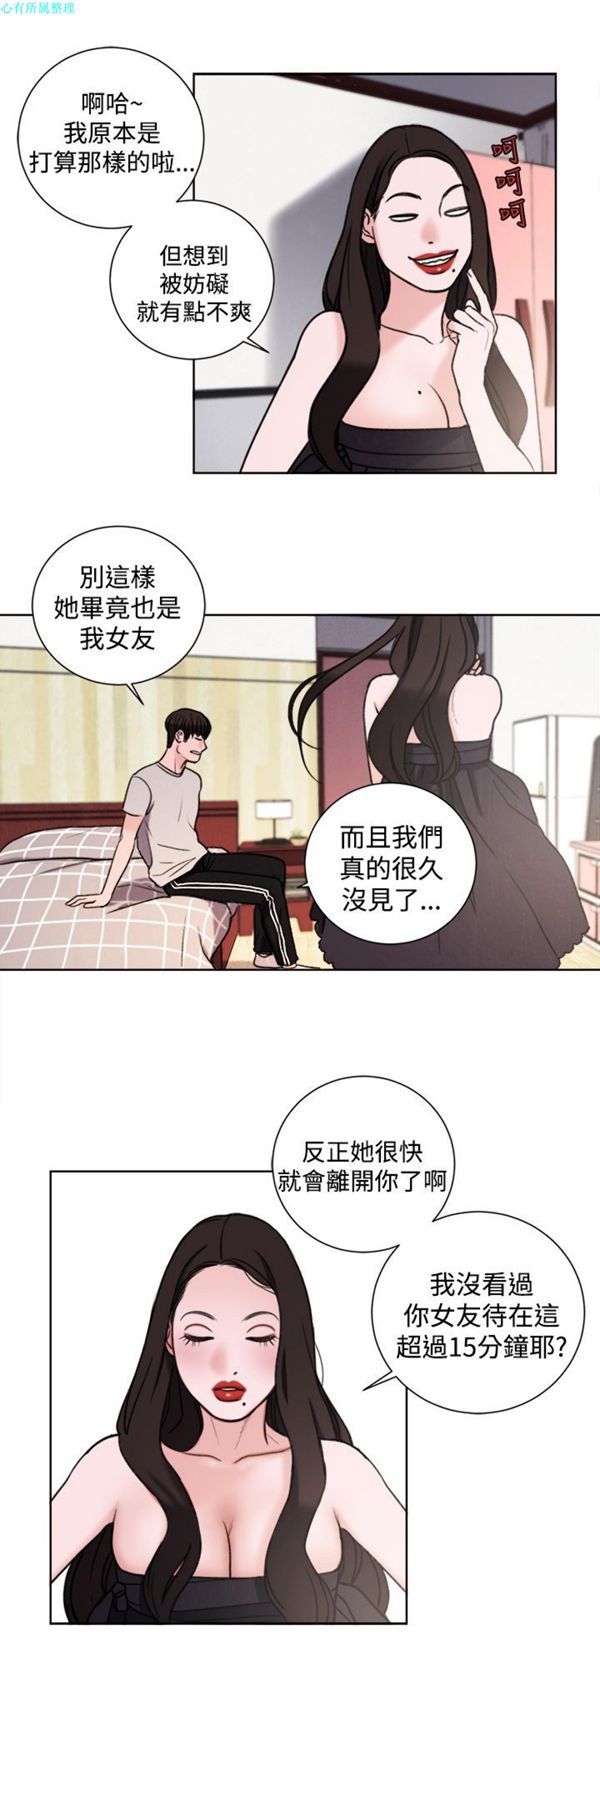 心有所属整理
啊哈~
我原本是
打算那樣的啦...
但想到
被妨礙
就有點不爽
呵
呵
呵
別這樣
她畢竟也是
我女友
而且我們
真的很久
沒見了...
反正她很快
就會離開你了啊
我沒看過
你女友待在這
超過15分鐘耶?